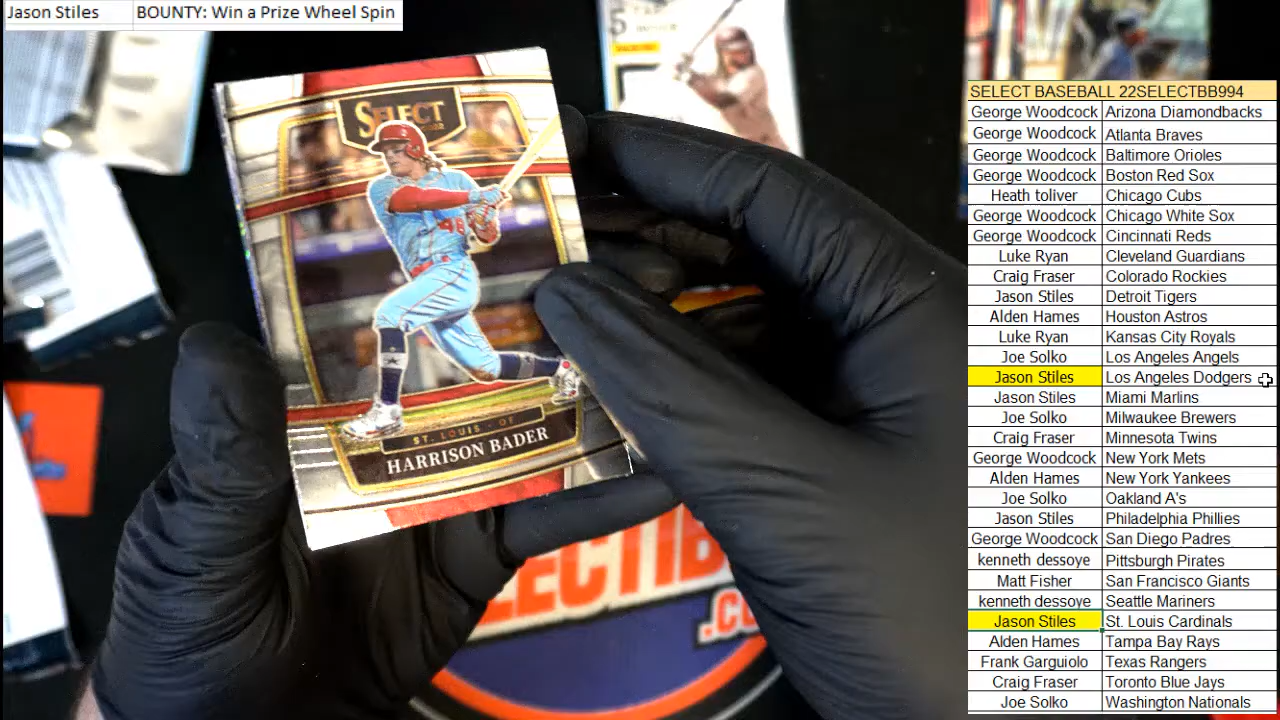 Jason Stiles BOUNTY: Win a Prize Wheel Spin
5
SELECT
ST. LOUIS - OF
HARRISON BADER
.CO
SELECT BASEBALL 22SELECTBB994
George Woodcock Arizona Diamondbacks
George Woodcock Atlanta Braves
George Woodcock Baltimore Orioles
George Woodcock Boston Red Sox
Heath toliver Chicago Cubs
George Woodcock Chicago White Sox
George Woodcock Cincinnati Reds
Luke Ryan Cleveland Guardians
Craig Fraser Colorado Rockies
Jason Stiles Detroit Tigers
Alden Hames Houston Astros
Luke Ryan Kansas City Royals
Joe Solko Los Angeles Angels
Jason Stiles Los Angeles Dodgers
Jason Stiles Miami Marlins
Joe Solko Milwaukee Brewers
Craig Fraser Minnesota Twins
George Woodcock New York Mets
Alden Hames New York Yankees
Joe Solko Oakland A's
Jason Stiles Philadelphia Phillies
George Woodcock San Diego Padres
kenneth dessoye Pittsburgh Pirates
Matt Fisher San Francisco Giants
kenneth dessoye Seattle Mariners
Jason Stiles St. Louis Cardinals
Alden Hames Tampa Bay Rays
Frank Garguiolo Texas Rangers
Craig Fraser Toronto Blue Jays
Joe Solko Washington Nationals